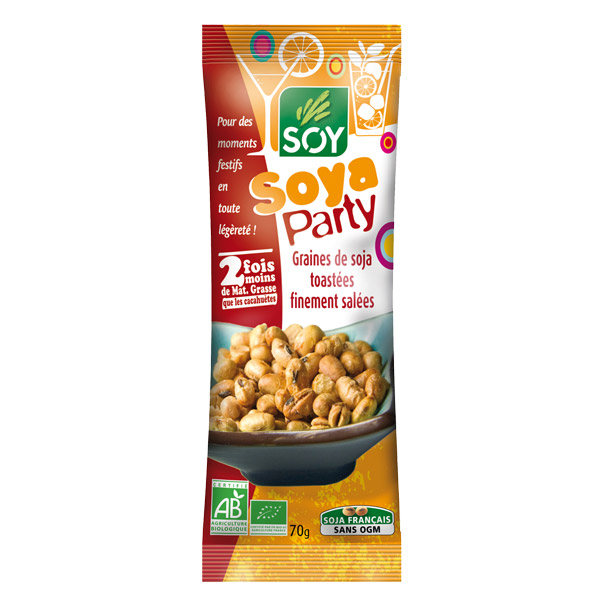 SOY
Pour des
moments
festifs
en
toute
légèreté !
Soya
Party
Graines de soja
toastées
finement salées
2 fois
moins
de Mat. Grasse
que les cacahuètes
CERTIFIÉ
AB
AGRICULTURE
BIOLOGIQUE
70g
SOJA FRANÇAIS
SANS OGM